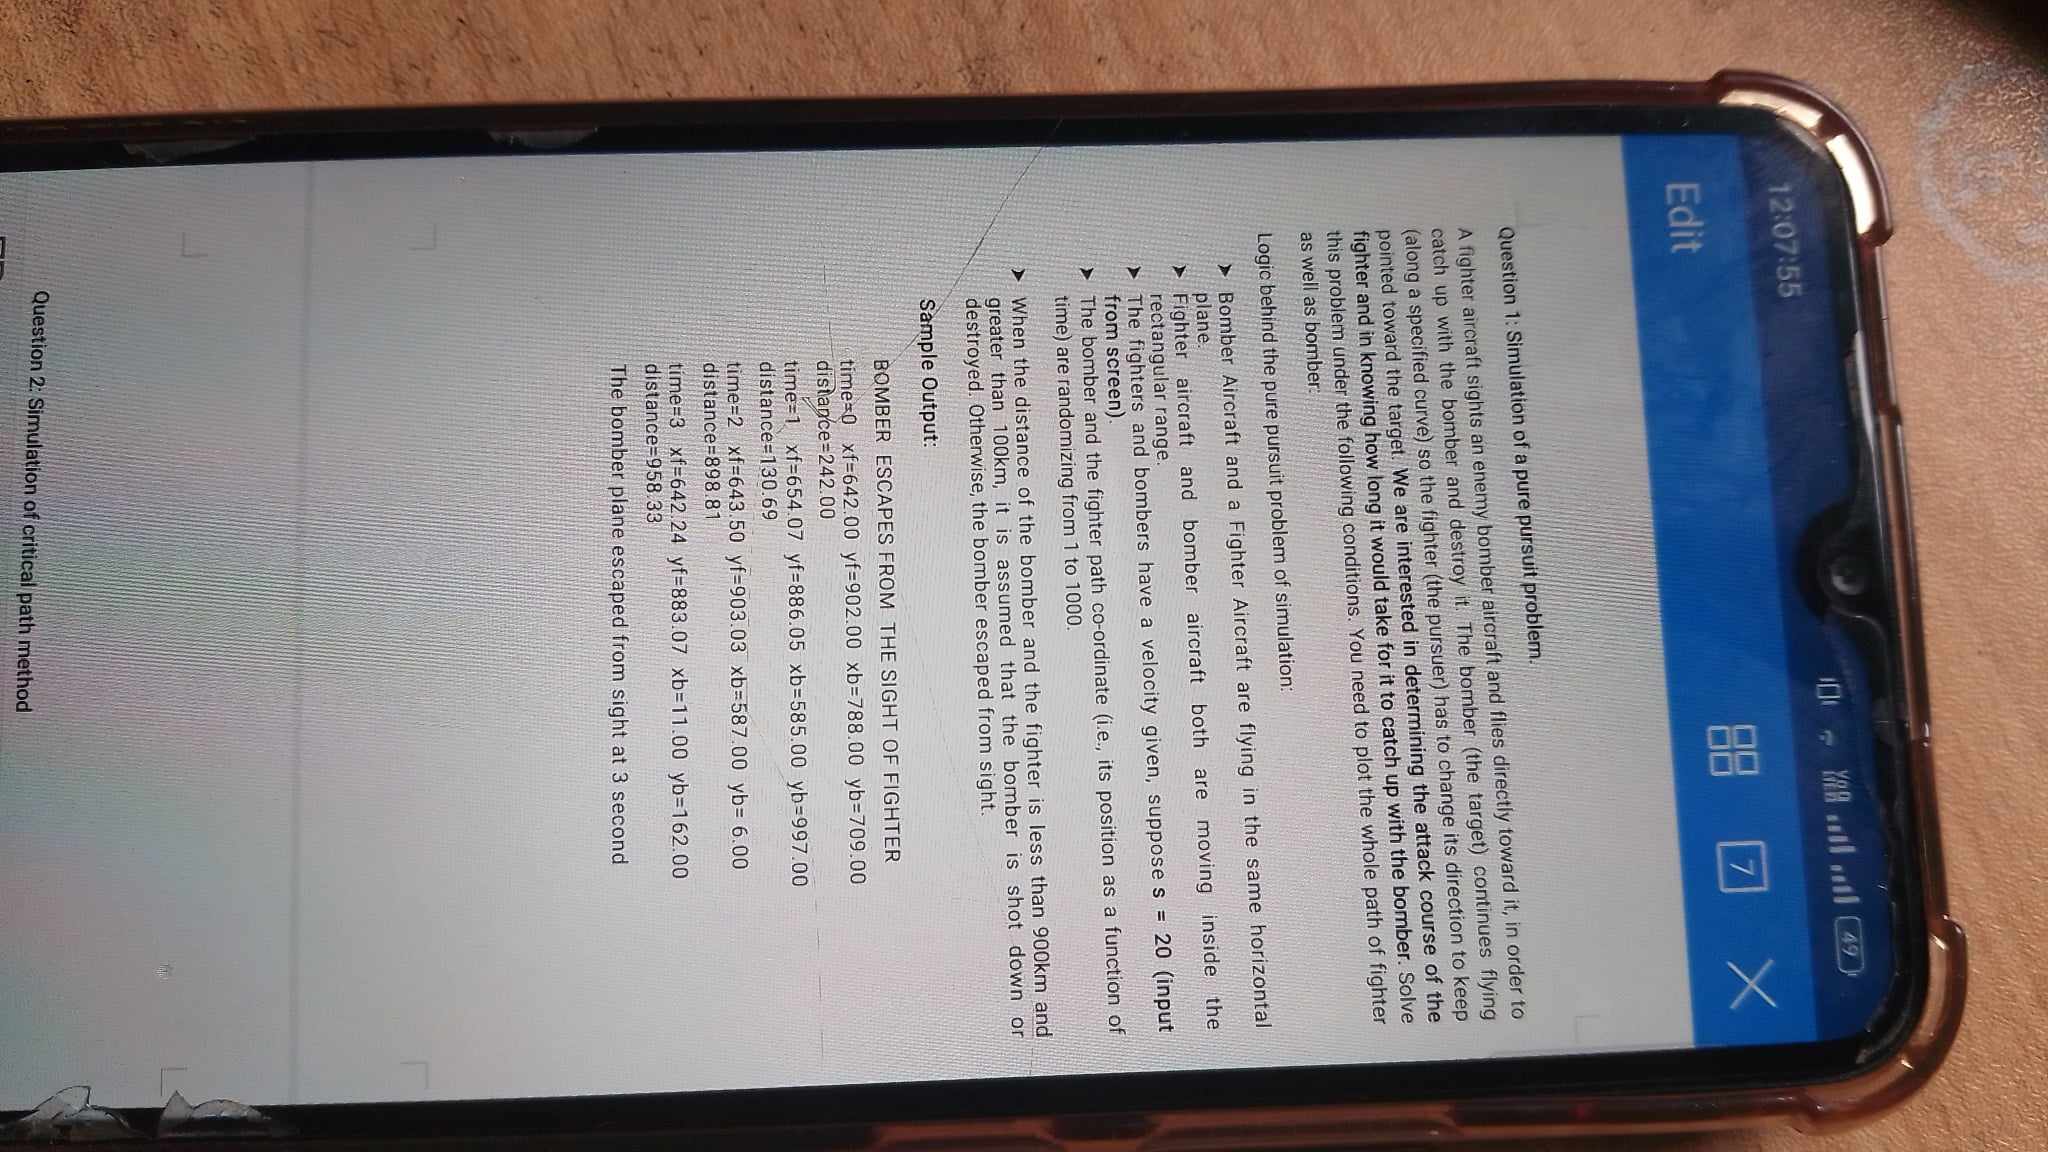 12:07:55 VoD 49
Edit 7
Question 1: Simulation of a pure pursuit problem.
A fighter aircraft sights an enemy bomber aircraft and flies directly toward it, in order to
catch up with the bomber and destroy it. The bomber (the target) continues flying
(along a specified curve) so the fighter (the pursuer) has to change its direction to keep
pointed toward the target. We are interested in determining the attack course of the
fighter and in knowing how long it would take for it to catch up with the bomber. Solve
this problem under the following conditions. You need to plot the whole path of fighter
as well as bomber.
Logic behind the pure pursuit problem of simulation:
➤ Bomber Aircraft and a Fighter Aircraft are flying in the same horizontal
plane.
➤ Fighter aircraft and bomber aircraft both are moving inside the
rectangular range.
➤ The fighters and bombers have a velocity given, suppose s = 20 (input
from screen).
➤ The bomber and the fighter path co-ordinate (i.e., its position as a function of
time) are randomizing from 1 to 1000.
➤ When the distance of the bomber and the fighter is less than 900km and
greater than 100km, it is assumed that the bomber is shot down or
destroyed. Otherwise, the bomber escaped from sight.
Sample Output:
BOMBER ESCAPES FROM THE SIGHT OF FIGHTER
time=0 xf=642.00 yf=902.00 xb=788.00 yb=709.00
distance=242.00
time=1 xf=654.07 yf=886.05 xb=585.00 yb=997.00
distance=130.69
time=2 xf=643.50 yf=903.03 xb=587.00 yb= 6.00
distance=898.81
time=3 xf=642.24 yf=883.07 xb=11.00 yb=162.00
distance=958.33
The bomber plane escaped from sight at 3 second
Question 2: Simulation of critical path method